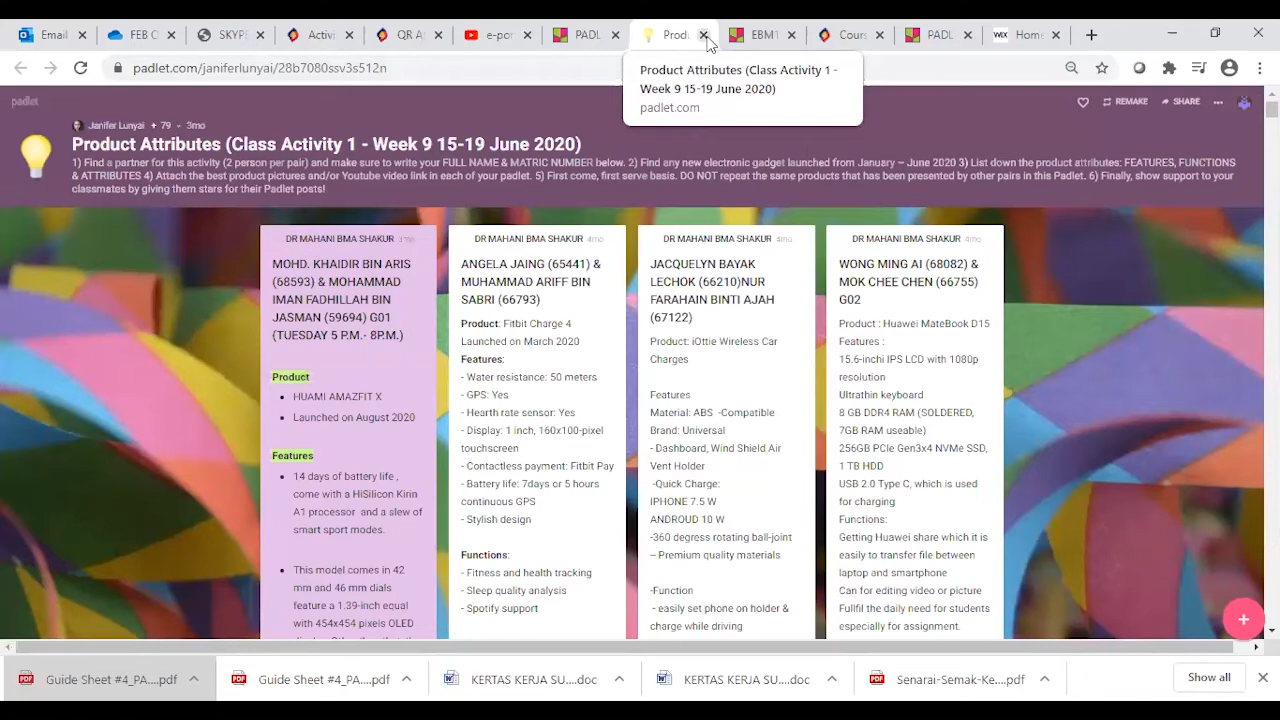 Email
FEB O
SKYPE
Activi
QR A
e-por
PADL
Produ
EBM1
Cours
PADL
WIX Home
padlet.com/janiferlunyai/28b7080ssv3s512n
Product Attributes (Class Activity 1 -
Week 9 15-19 June 2020)
padlet.com
padlet
REMAKE
SHARE
Janifer Lunyai + 79 - 3mo
Product Attributes (Class Activity 1 - Week 9 15-19 June 2020)
1) Find a partner for this activity (2 person per pair) and make sure to write your FULL NAME & MATRIC NUMBER below. 2) Find any new electronic gadget launched from January – June 2020 3) List down the product attributes: FEATURES, FUNCTIONS
& ATTRIBUTES 4) Attach the best product pictures and/or Youtube video link in each of your padlet. 5) First come, first serve basis. DO NOT repeat the same products that has been presented by other pairs in this Padlet. 6) Finally, show support to your
classmates by giving them stars for their Padlet posts!
DR MAHANI BMA SHAKUR 3mo
MOHD. KHAIDIR BIN ARIS
(68593) & MOHAMMAD
IMAN FADHILLAH BIN
JASMAN (59694) G01
(TUESDAY 5 P.M.- 8P.M.)
Product
• HUAMI AMAZFIT X
• Launched on August 2020
Features
• 14 days of battery life ,
come with a HiSilicon Kirin
A1 processor and a slew of
smart sport modes.
• This model comes in 42
mm and 46 mm dials
feature a 1.39-inch equal
with 454x454 pixels OLED
DR MAHANI BMA SHAKUR 4mo
ANGELA JAING (65441) &
MUHAMMAD ARIFF BIN
SABRI (66793)
Product: Fitbit Charge 4
Launched on March 2020
Features:
- Water resistance: 50 meters
- GPS: Yes
- Hearth rate sensor: Yes
- Display: 1 inch, 160x100-pixel
touchscreen
- Contactless payment: Fitbit Pay
- Battery life: 7days or 5 hours
continuous GPS
- Stylish design
Functions:
- Fitness and health tracking
- Sleep quality analysis
- Spotify support
DR MAHANI BMA SHAKUR 4mo
JACQUELYN BAYAK
LECHOK (66210)NUR
FARAHAIN BINTI AJAH
(67122)
Product: iOttie Wireless Car
Charges
Features
Material: ABS -Compatible
Brand: Universal
- Dashboard, Wind Shield Air
Vent Holder
-Quick Charge:
IPHONE 7.5 W
ANDROUD 10 W
-360 degress rotating ball-joint
– Premium quality materials
-Function
- easily set phone on holder &
charge while driving
DR MAHANI BMA SHAKUR 4mo
WONG MING AI (68082) &
MOK CHEE CHEN (66755)
G02
Product : Huawei MateBook D15
Features :
15.6-inchi IPS LCD with 1080p
resolution
Ultrathin keyboard
8 GB DDR4 RAM (SOLDERED,
7GB RAM useable)
256GB PCIe Gen3x4 NVMe SSD,
1 TB HDD
USB 2.0 Type C, which is used
for charging
Functions:
Getting Huawei share which it is
easily to transfer file between
laptop and smartphone
Can for editing video or picture
Fullfil the daily need for students
especially for assignment.
Guide Sheet #4_PA....pdf
Guide Sheet #4_PA....pdf
KERTAS KERJA SU....doc
KERTAS KERJA SU....doc
Senarai-Semak-Ke....pdf
Show all